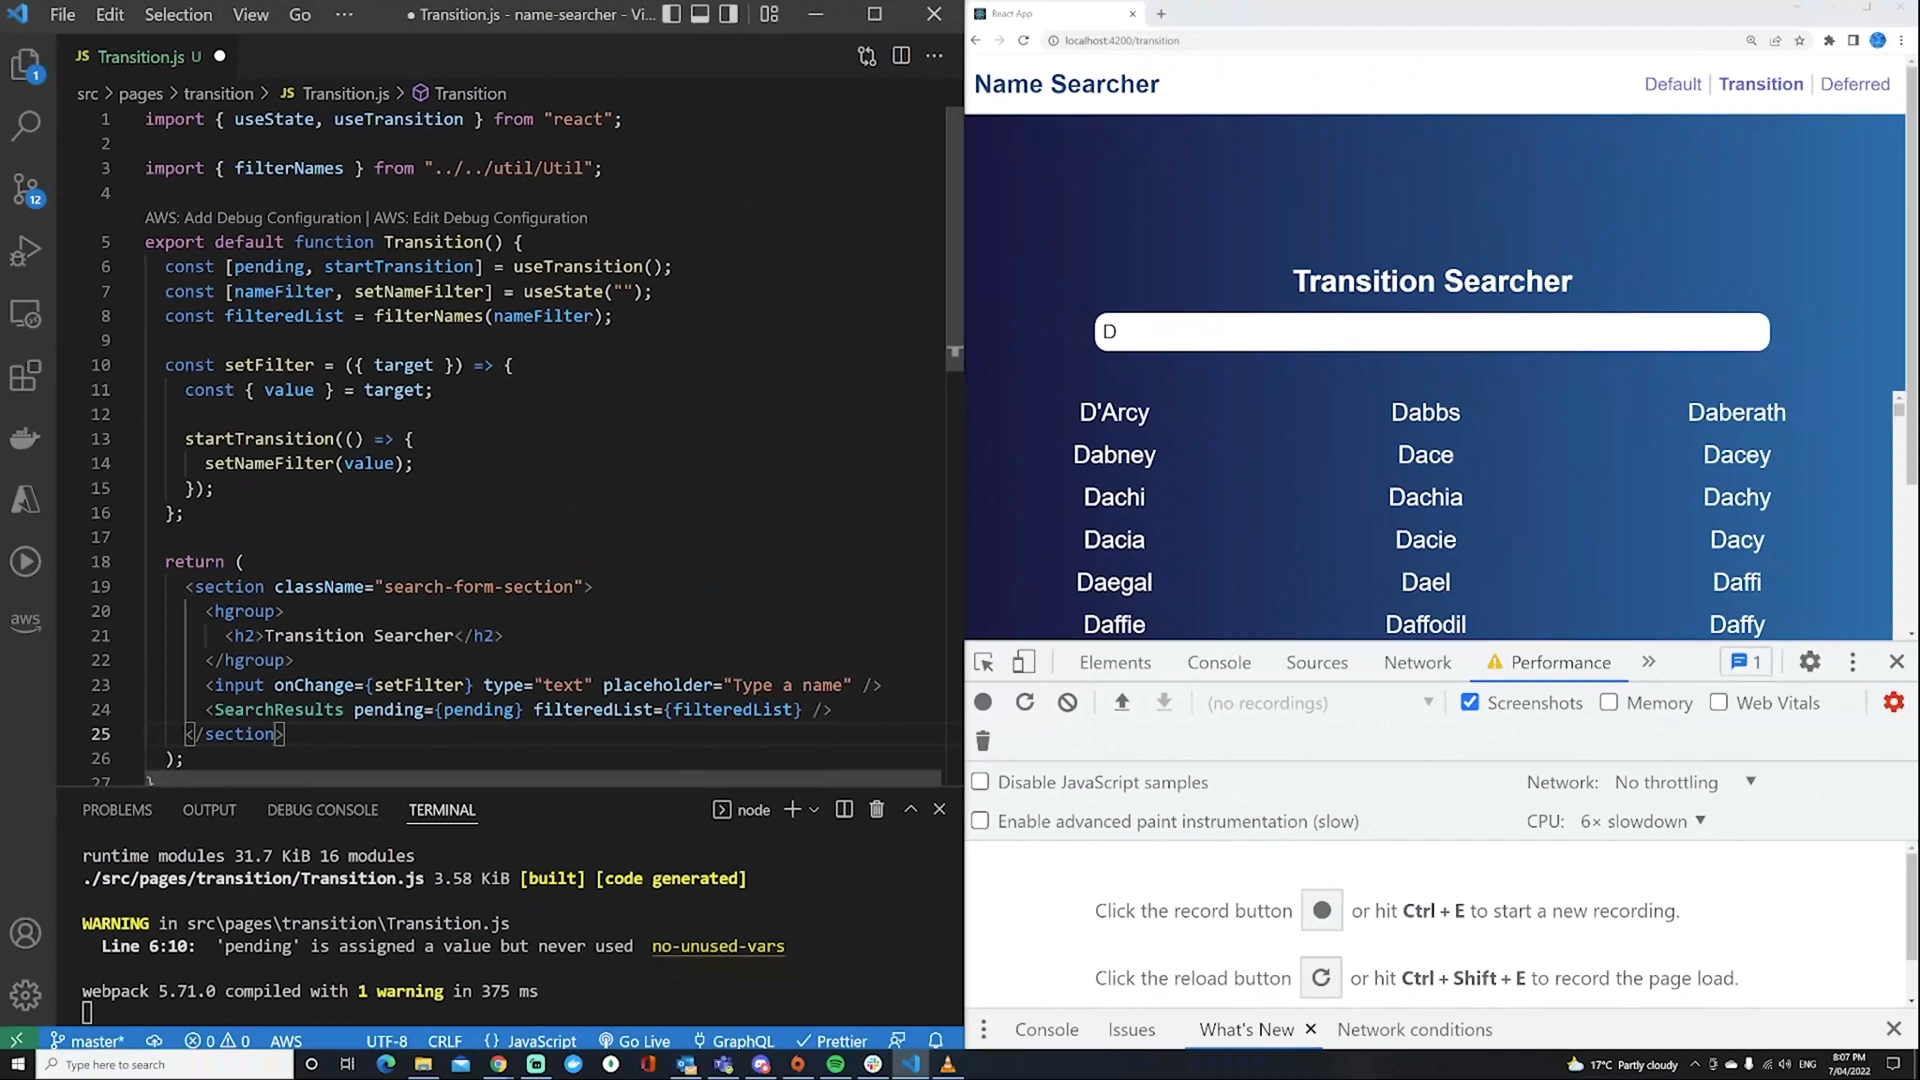 File Edit Selection View Go ··· ● Transition.js - name-searcher - Vi...
JS Transition.js U
src > pages > transition > JS Transition.js > Transition
1 import { useState, useTransition } from "react";
2
3 import { filterNames } from "../../util/Util";
4
AWS: Add Debug Configuration | AWS: Edit Debug Configuration
5 export default function Transition() {
6 const [pending, startTransition] = useTransition();
7 const [nameFilter, setNameFilter] = useState("");
8 const filteredList = filterNames(nameFilter);
9
10 const setFilter = ({ target }) => {
11 const { value } = target;
12
13 startTransition(() => {
14 setNameFilter(value);
15 });
16 };
17
18 return (
19 <section className="search-form-section">
20 <hgroup>
21 <h2>Transition Searcher</h2>
22 </hgroup>
23 <input onChange={setFilter} type="text" placeholder="Type a name" />
24 <SearchResults pending={pending} filteredList={filteredList} />
25 </section>
26 );
27 }
1
12
aws
PROBLEMS OUTPUT DEBUG CONSOLE TERMINAL node
runtime modules 31.7 KiB 16 modules
./src/pages/transition/Transition.js 3.58 KiB [built] [code generated]
WARNING in src\pages\transition\Transition.js
Line 6:10: 'pending' is assigned a value but never used no-unused-vars
webpack 5.71.0 compiled with 1 warning in 375 ms
master* 0 0 AWS UTF-8 CRLF {} JavaScript Go Live GraphQL Prettier
React App
localhost:4200/transition
Name Searcher
Default | Transition | Deferred
Transition Searcher
D
D'Arcy Dabbs Daberath
Dabney Dace Dacey
Dachi Dachia Dachy
Dacia Dacie Dacy
Daegal Dael Daffi
Daffie Daffodil Daffy
Elements Console Sources Network Performance » 1
(no recordings) Screenshots Memory Web Vitals
Disable JavaScript samples Network: No throttling
Enable advanced paint instrumentation (slow) CPU: 6× slowdown
Click the record button or hit Ctrl + E to start a new recording.
Click the reload button or hit Ctrl + Shift + E to record the page load.
Console Issues What's New Network conditions
Type here to search
17°C Partly cloudy ENG
8:07 PM
7/04/2022